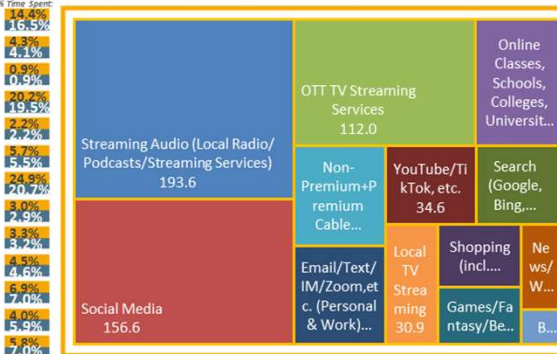 % Time Spent:
14.4%
16.5%
4.3%
4.1%
0.9%
0.9%
20.2%
19.5%
2.2%
2.2%
5.7%
5.5%
24.9%
20.7%
3.0%
2.9%
3.3%
3.2%
4.5%
4.6%
6.9%
7.0%
4.0%
5.9%
5.8%
7.0%
Streaming Audio (Local Radio/
Podcasts/Streaming Services)
193.6
Social Media
156.6
OTT TV Streaming
Services
112.0
Online
Classes,
Schools,
Colleges,
Universit...
Non-
Premium+P
remium
Cable...
YouTube/Ti
kTok, etc.
34.6
Search
(Google,
Bing,...
Email/Text/
IM/Zoom,et
c. (Personal
& Work)...
Local
TV
Strea
ming
30.9
Shopping
(incl....
Ne
ws/
W...
Games/Fa
ntasy/Be...
B...